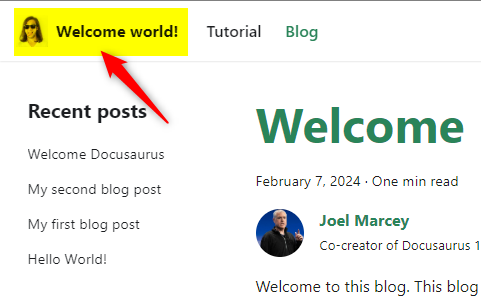 Welcome world! Tutorial Blog
Recent posts
Welcome Docusaurus
My second blog post
My first blog post
Hello World!
Welcome
February 7, 2024 · One min read
Joel Marcey
Co-creator of Docusaurus 1
Welcome to this blog. This blog